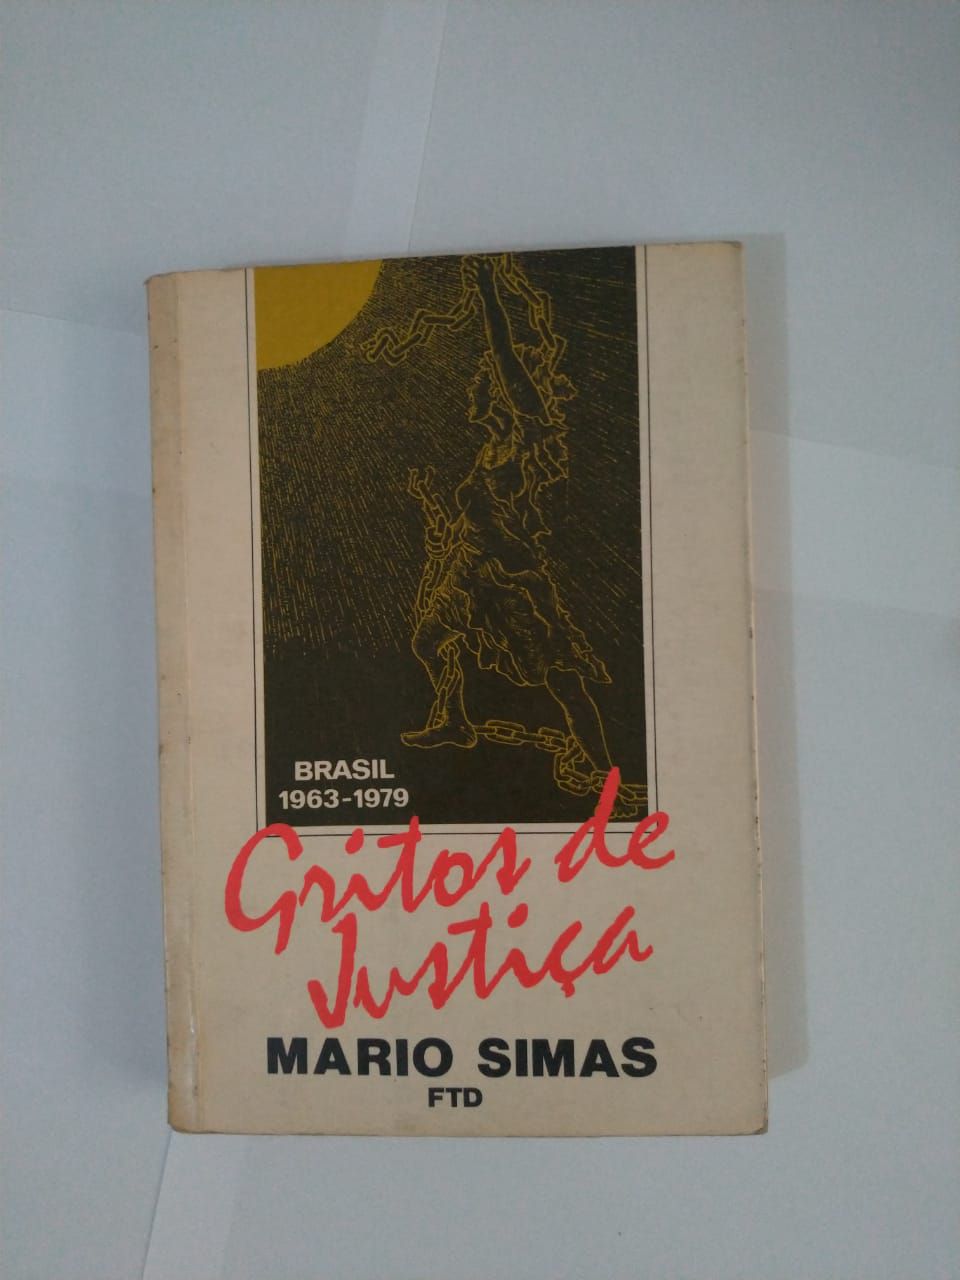 BRASIL
1963-1979
Gritos de
Justiça
MARIO SIMAS
FTD